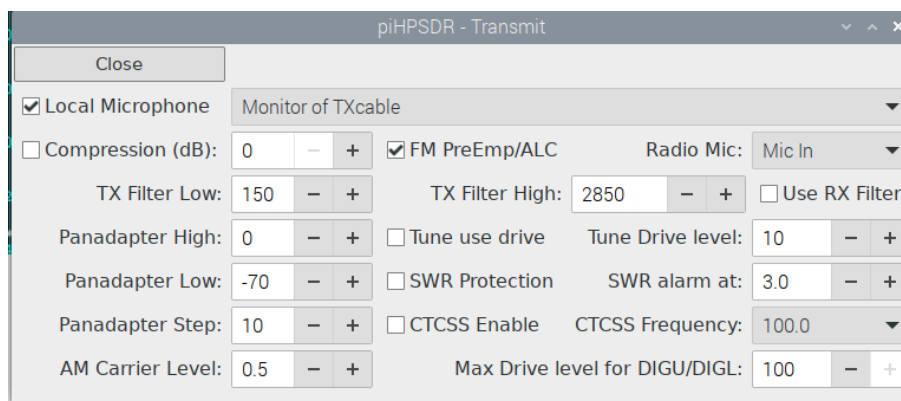 piHPSDR - Transmit
Close
Local Microphone Monitor of TXcable
Compression (dB): 0 − + FM PreEmp/ALC Radio Mic: Mic In
TX Filter Low: 150 − + TX Filter High: 2850 − + Use RX Filter
Panadapter High: 0 − + Tune use drive Tune Drive level: 10 − +
Panadapter Low: -70 − + SWR Protection SWR alarm at: 3.0 − +
Panadapter Step: 10 − + CTCSS Enable CTCSS Frequency: 100.0
AM Carrier Level: 0.5 − + Max Drive level for DIGU/DIGL: 100 − +